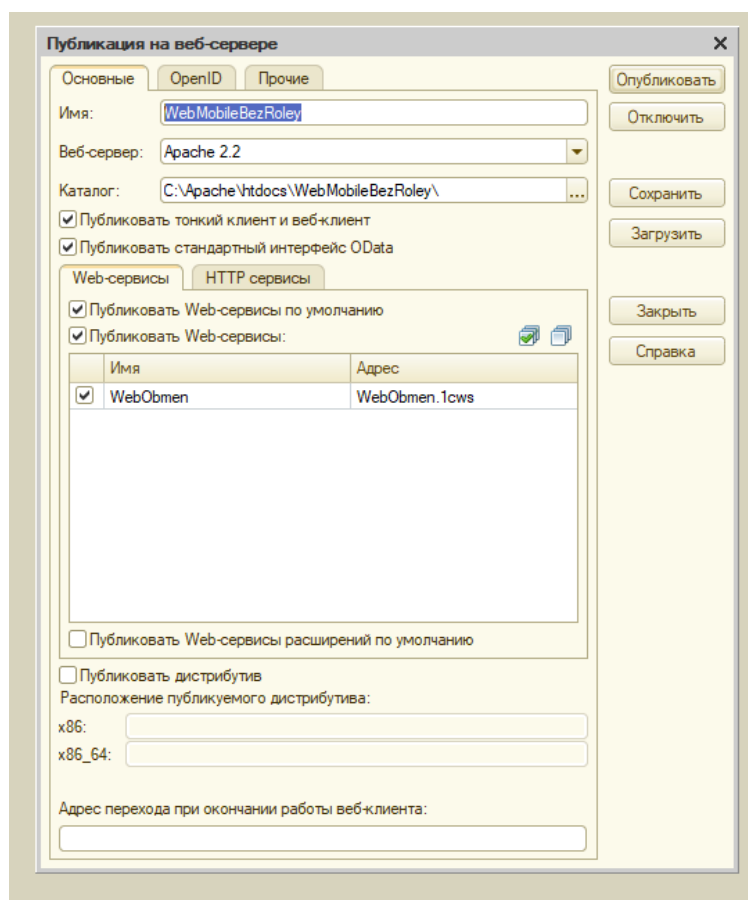 Публикация на веб-сервере
Основные OpenID Прочие
Опубликовать
Имя: WebMobileBezRoley
Отключить
Веб-сервер: Apache 2.2
Каталог: C:\Apache\htdocs\WebMobileBezRoley\ ...
Сохранить
Публиковать тонкий клиент и веб-клиент
Загрузить
Публиковать стандартный интерфейс OData
Web-сервисы HTTP сервисы
Публиковать Web-сервисы по умолчанию
Закрыть
Публиковать Web-сервисы:
Справка
Имя Адрес
WebObmen WebObmen.1cws
Публиковать Web-сервисы расширений по умолчанию
Публиковать дистрибутив
Расположение публикуемого дистрибутива:
x86:
x86_64:
Адрес перехода при окончании работы веб-клиента: